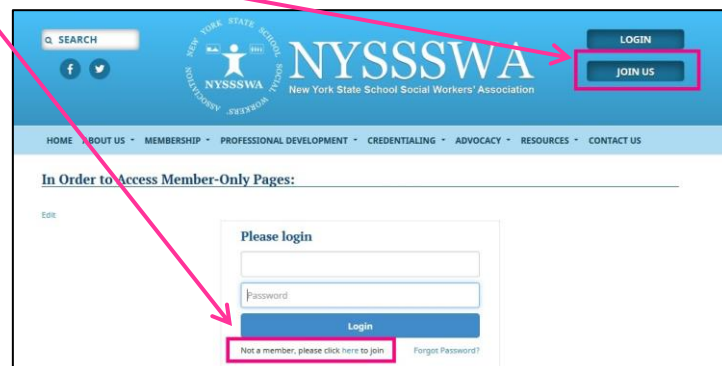 SEARCH
LOGIN
JOIN US
NEW YORK STATE SCHOOL SOCIAL WORKERS' ASSOCIATION
NYSSSWA
NYSSSWA
New York State School Social Workers' Association
HOME ABOUT US MEMBERSHIP PROFESSIONAL DEVELOPMENT CREDENTIALING ADVOCACY RESOURCES CONTACT US
In Order to Access Member-Only Pages:
Edit
Please login
Password
Login
Not a member, please click here to join Forgot Password?